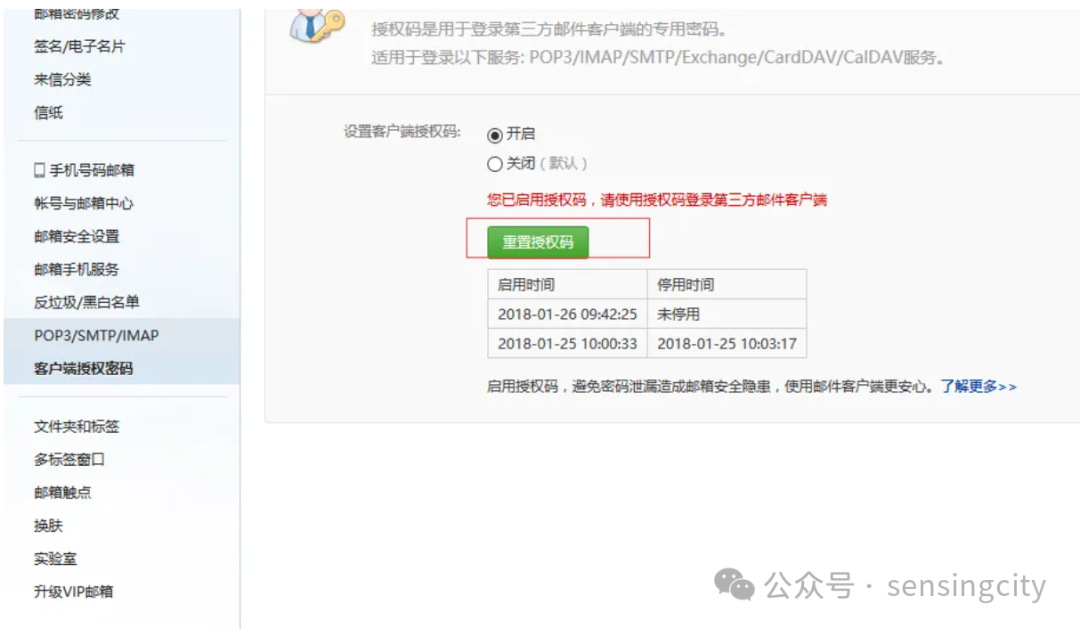 邮箱密码修改
签名/电子名片
来信分类
信纸
手机号码邮箱
帐号与邮箱中心
邮箱安全设置
邮箱手机服务
反垃圾/黑白名单
POP3/SMTP/IMAP
客户端授权密码
文件夹和标签
多标签窗口
邮箱触点
换肤
实验室
升级VIP邮箱
授权码是用于登录第三方邮件客户端的专用密码。
适用于登录以下服务: POP3/IMAP/SMTP/Exchange/CardDAV/CalDAV服务。
设置客户端授权码: 开启
关闭（默认）
您已启用授权码，请使用授权码登录第三方邮件客户端
重置授权码
启用时间 停用时间
2018-01-26 09:42:25 未停用
2018-01-25 10:00:33 2018-01-25 10:03:17
启用授权码，避免密码泄漏造成邮箱安全隐患，使用邮件客户端更安心。了解更多>>
公众号 · sensingcity